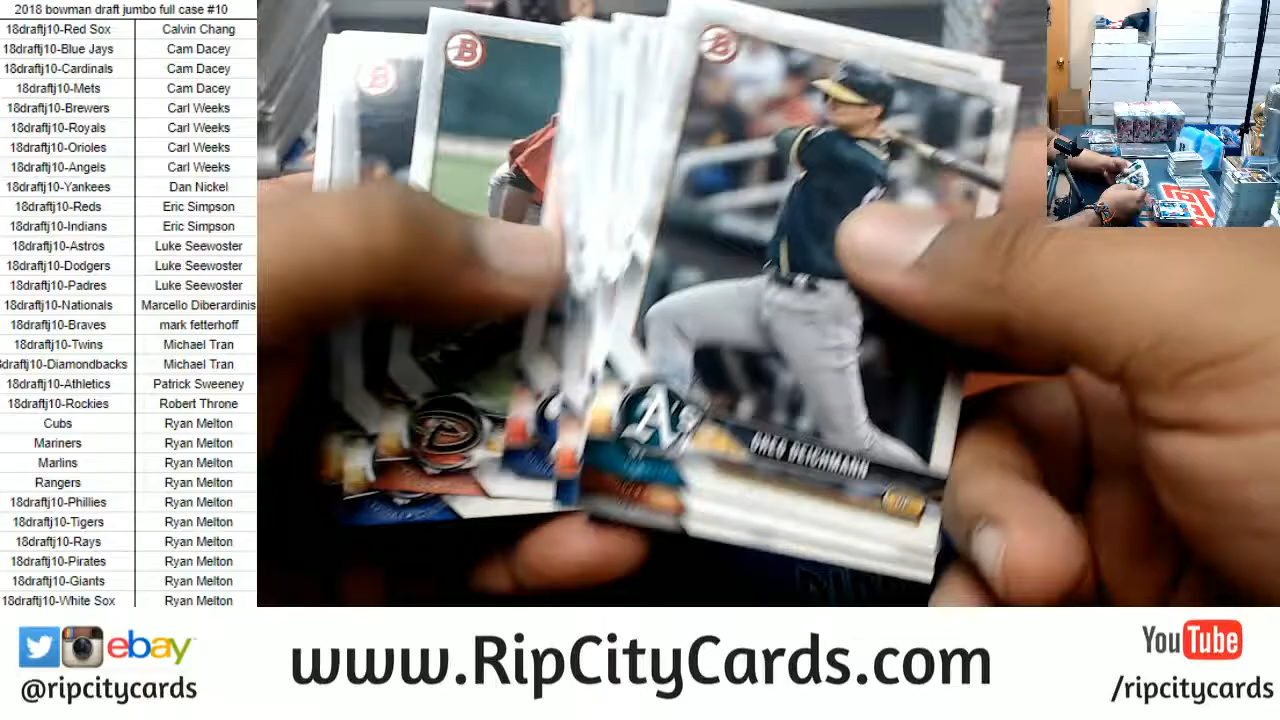 2018 bowman draft jumbo full case #10
18draftj10-Red Sox Calvin Chang
18draftj10-Blue Jays Cam Dacey
18draftj10-Cardinals Cam Dacey
18draftj10-Mets Cam Dacey
18draftj10-Brewers Carl Weeks
18draftj10-Royals Carl Weeks
18draftj10-Orioles Carl Weeks
18draftj10-Angels Carl Weeks
18draftj10-Yankees Dan Nickel
18draftj10-Reds Eric Simpson
18draftj10-Indians Eric Simpson
18draftj10-Astros Luke Seewoster
18draftj10-Dodgers Luke Seewoster
18draftj10-Padres Luke Seewoster
18draftj10-Nationals Marcello Diberardinis
18draftj10-Braves mark fetterhoff
18draftj10-Twins Michael Tran
8draftj10-Diamondbacks Michael Tran
18draftj10-Athletics Patrick Sweeney
18draftj10-Rockies Robert Throne
Cubs Ryan Melton
Mariners Ryan Melton
Marlins Ryan Melton
Rangers Ryan Melton
18draftj10-Phillies Ryan Melton
18draftj10-Tigers Ryan Melton
18draftj10-Rays Ryan Melton
18draftj10-Pirates Ryan Melton
18draftj10-Giants Ryan Melton
18draftj10-White Sox Ryan Melton
B
B
B
A's
GREG DEICHMANN
ebay
@ripcitycards
www.RipCityCards.com
YouTube
/ripcitycards